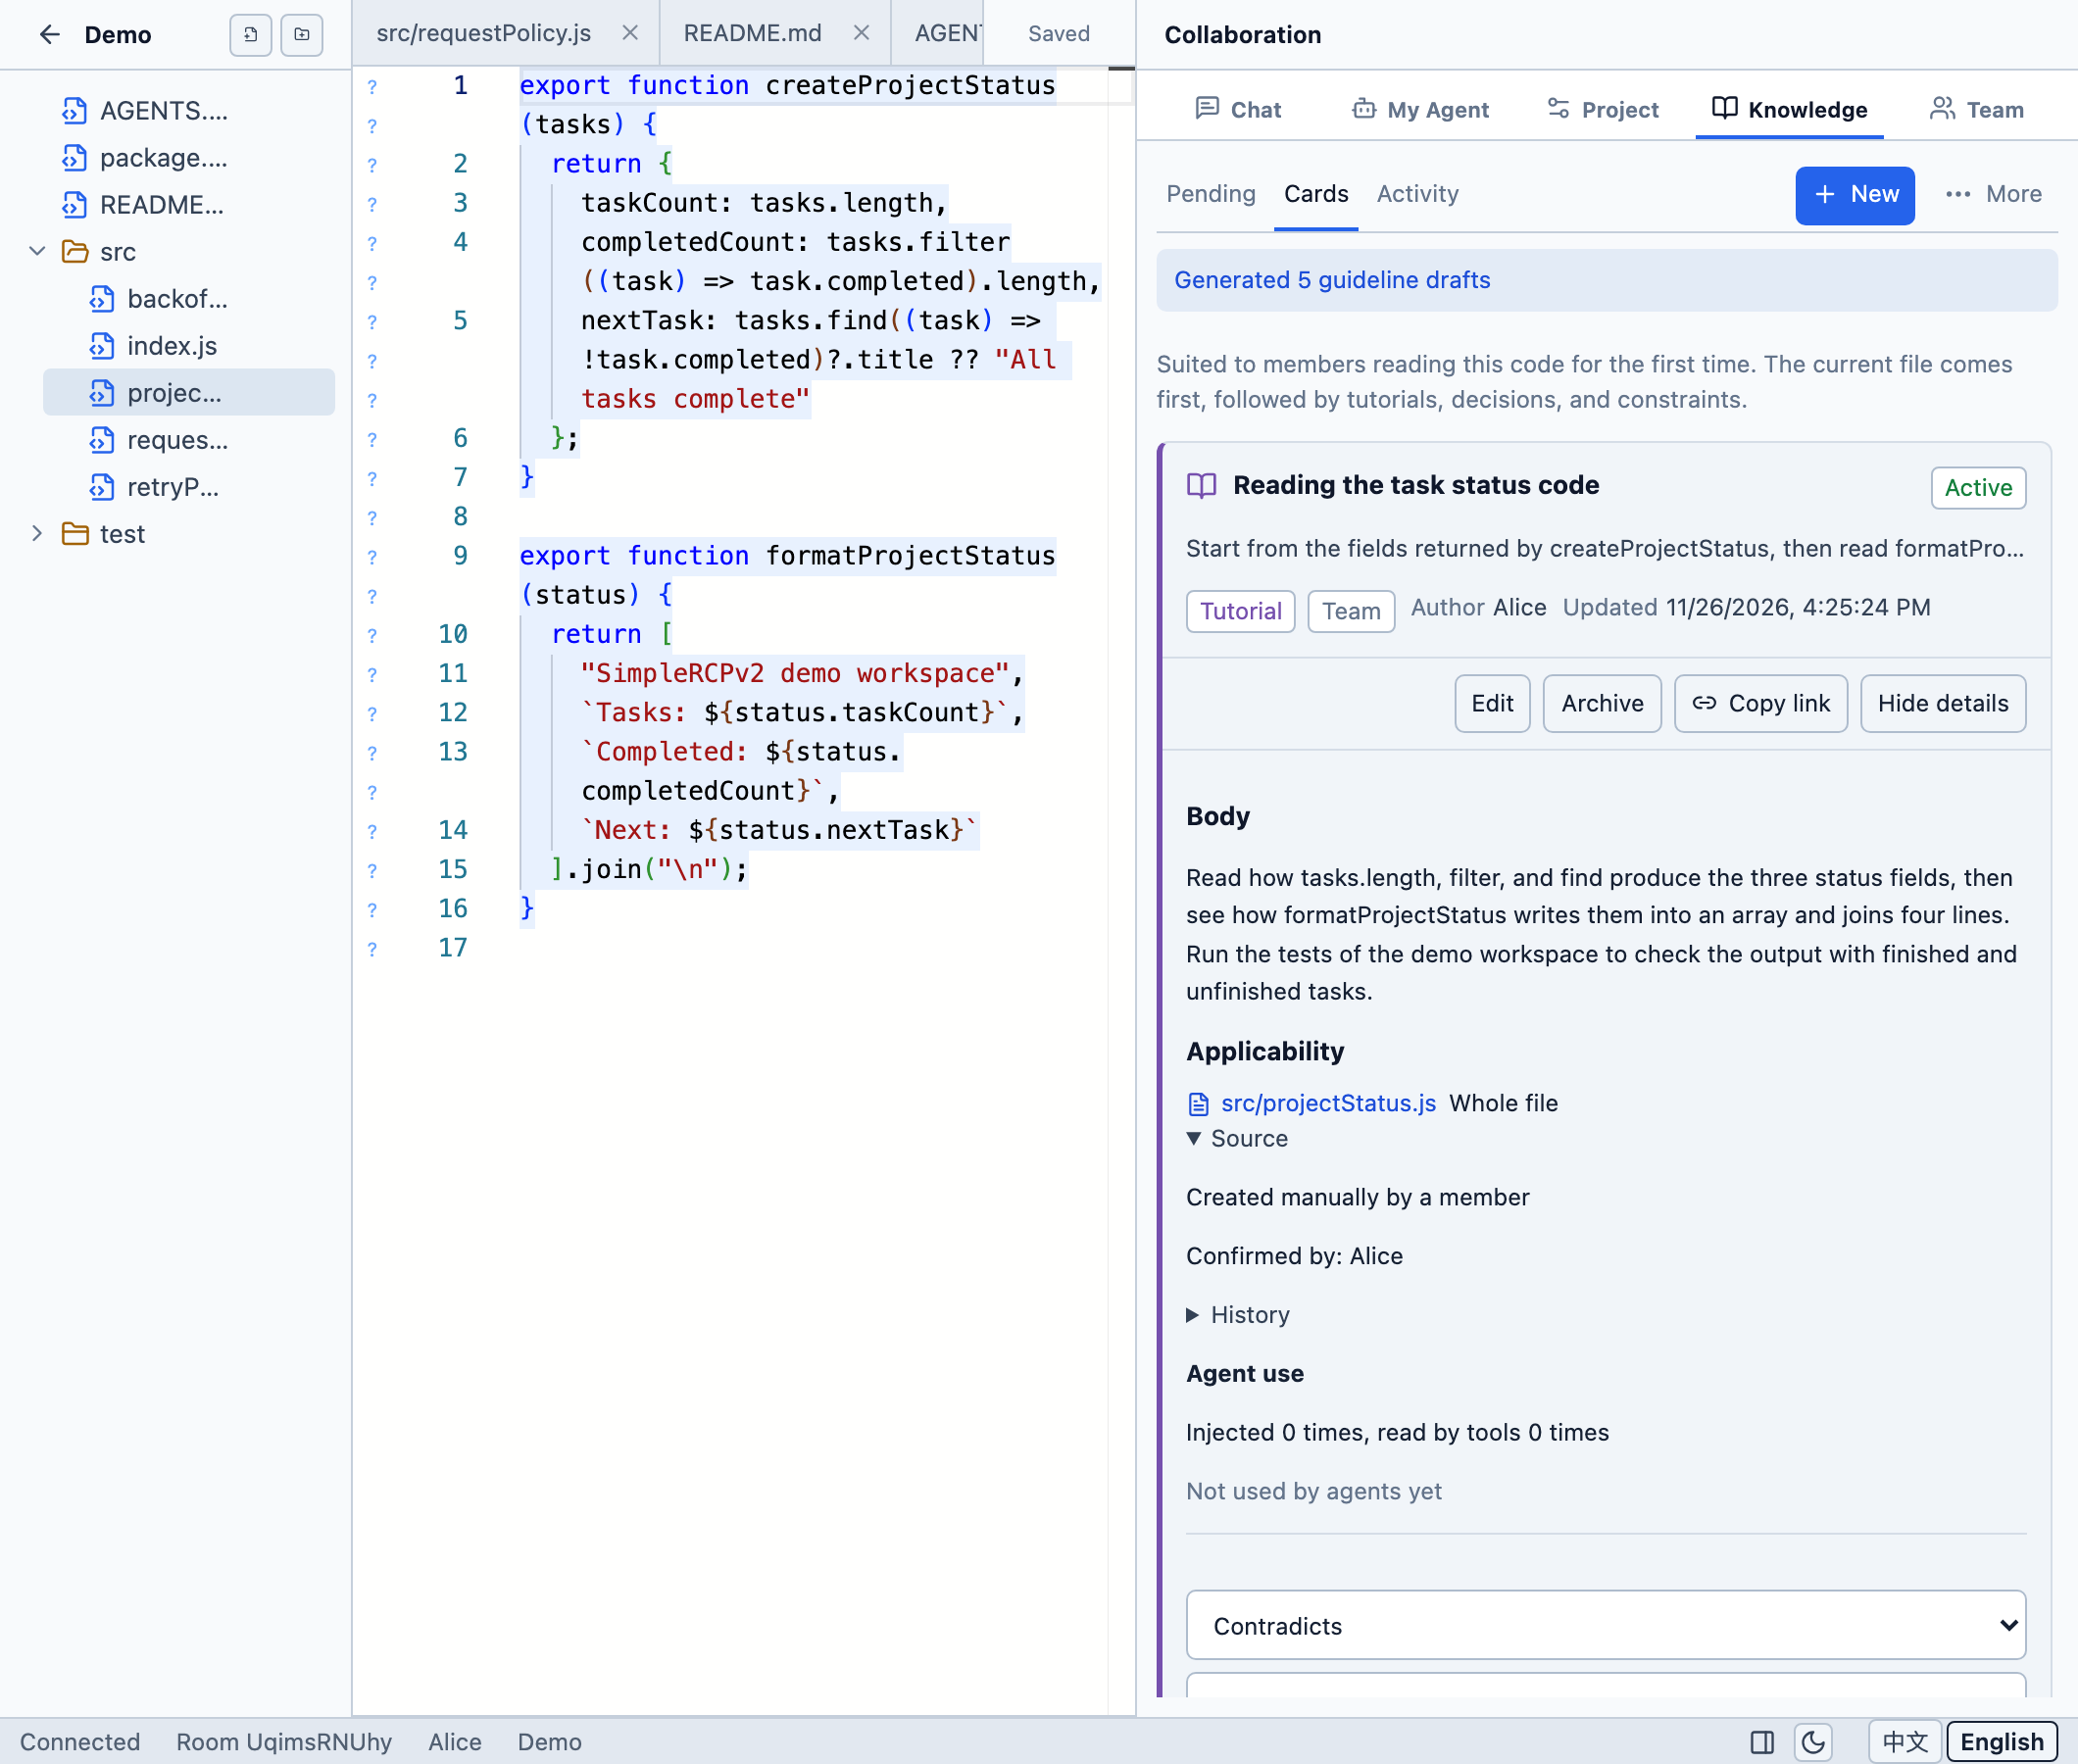 Demo
AGENTS....
package....
README...
src
backof...
index.js
projec...
reques...
retryP...
test
src/requestPolicy.js
README.md
AGEN
Saved
? 1 export function createProjectStatus
? (tasks) {
? 2 return {
? 3 taskCount: tasks.length,
? 4 completedCount: tasks.filter
? ((task) => task.completed).length,
? 5 nextTask: tasks.find((task) =>
? !task.completed)?.title ?? "All
? tasks complete"
? 6 };
? 7 }
? 8
? 9 export function formatProjectStatus
? (status) {
? 10 return [
? 11 "SimpleRCPv2 demo workspace",
? 12 `Tasks: ${status.taskCount}`,
? 13 `Completed: ${status.
? completedCount}`,
? 14 `Next: ${status.nextTask}`
? 15 ].join("\n");
? 16 }
? 17
Collaboration
Chat My Agent Project Knowledge Team
Pending Cards Activity + New ... More
Generated 5 guideline drafts
Suited to members reading this code for the first time. The current file comes
first, followed by tutorials, decisions, and constraints.
Reading the task status code Active
Start from the fields returned by createProjectStatus, then read formatPro...
Tutorial Team Author Alice Updated 11/26/2026, 4:25:24 PM
Edit Archive Copy link Hide details
Body
Read how tasks.length, filter, and find produce the three status fields, then
see how formatProjectStatus writes them into an array and joins four lines.
Run the tests of the demo workspace to check the output with finished and
unfinished tasks.
Applicability
src/projectStatus.js Whole file
▼ Source
Created manually by a member
Confirmed by: Alice
▶ History
Agent use
Injected 0 times, read by tools 0 times
Not used by agents yet
Contradicts
Connected Room UqimsRNUhy Alice Demo 中文 English